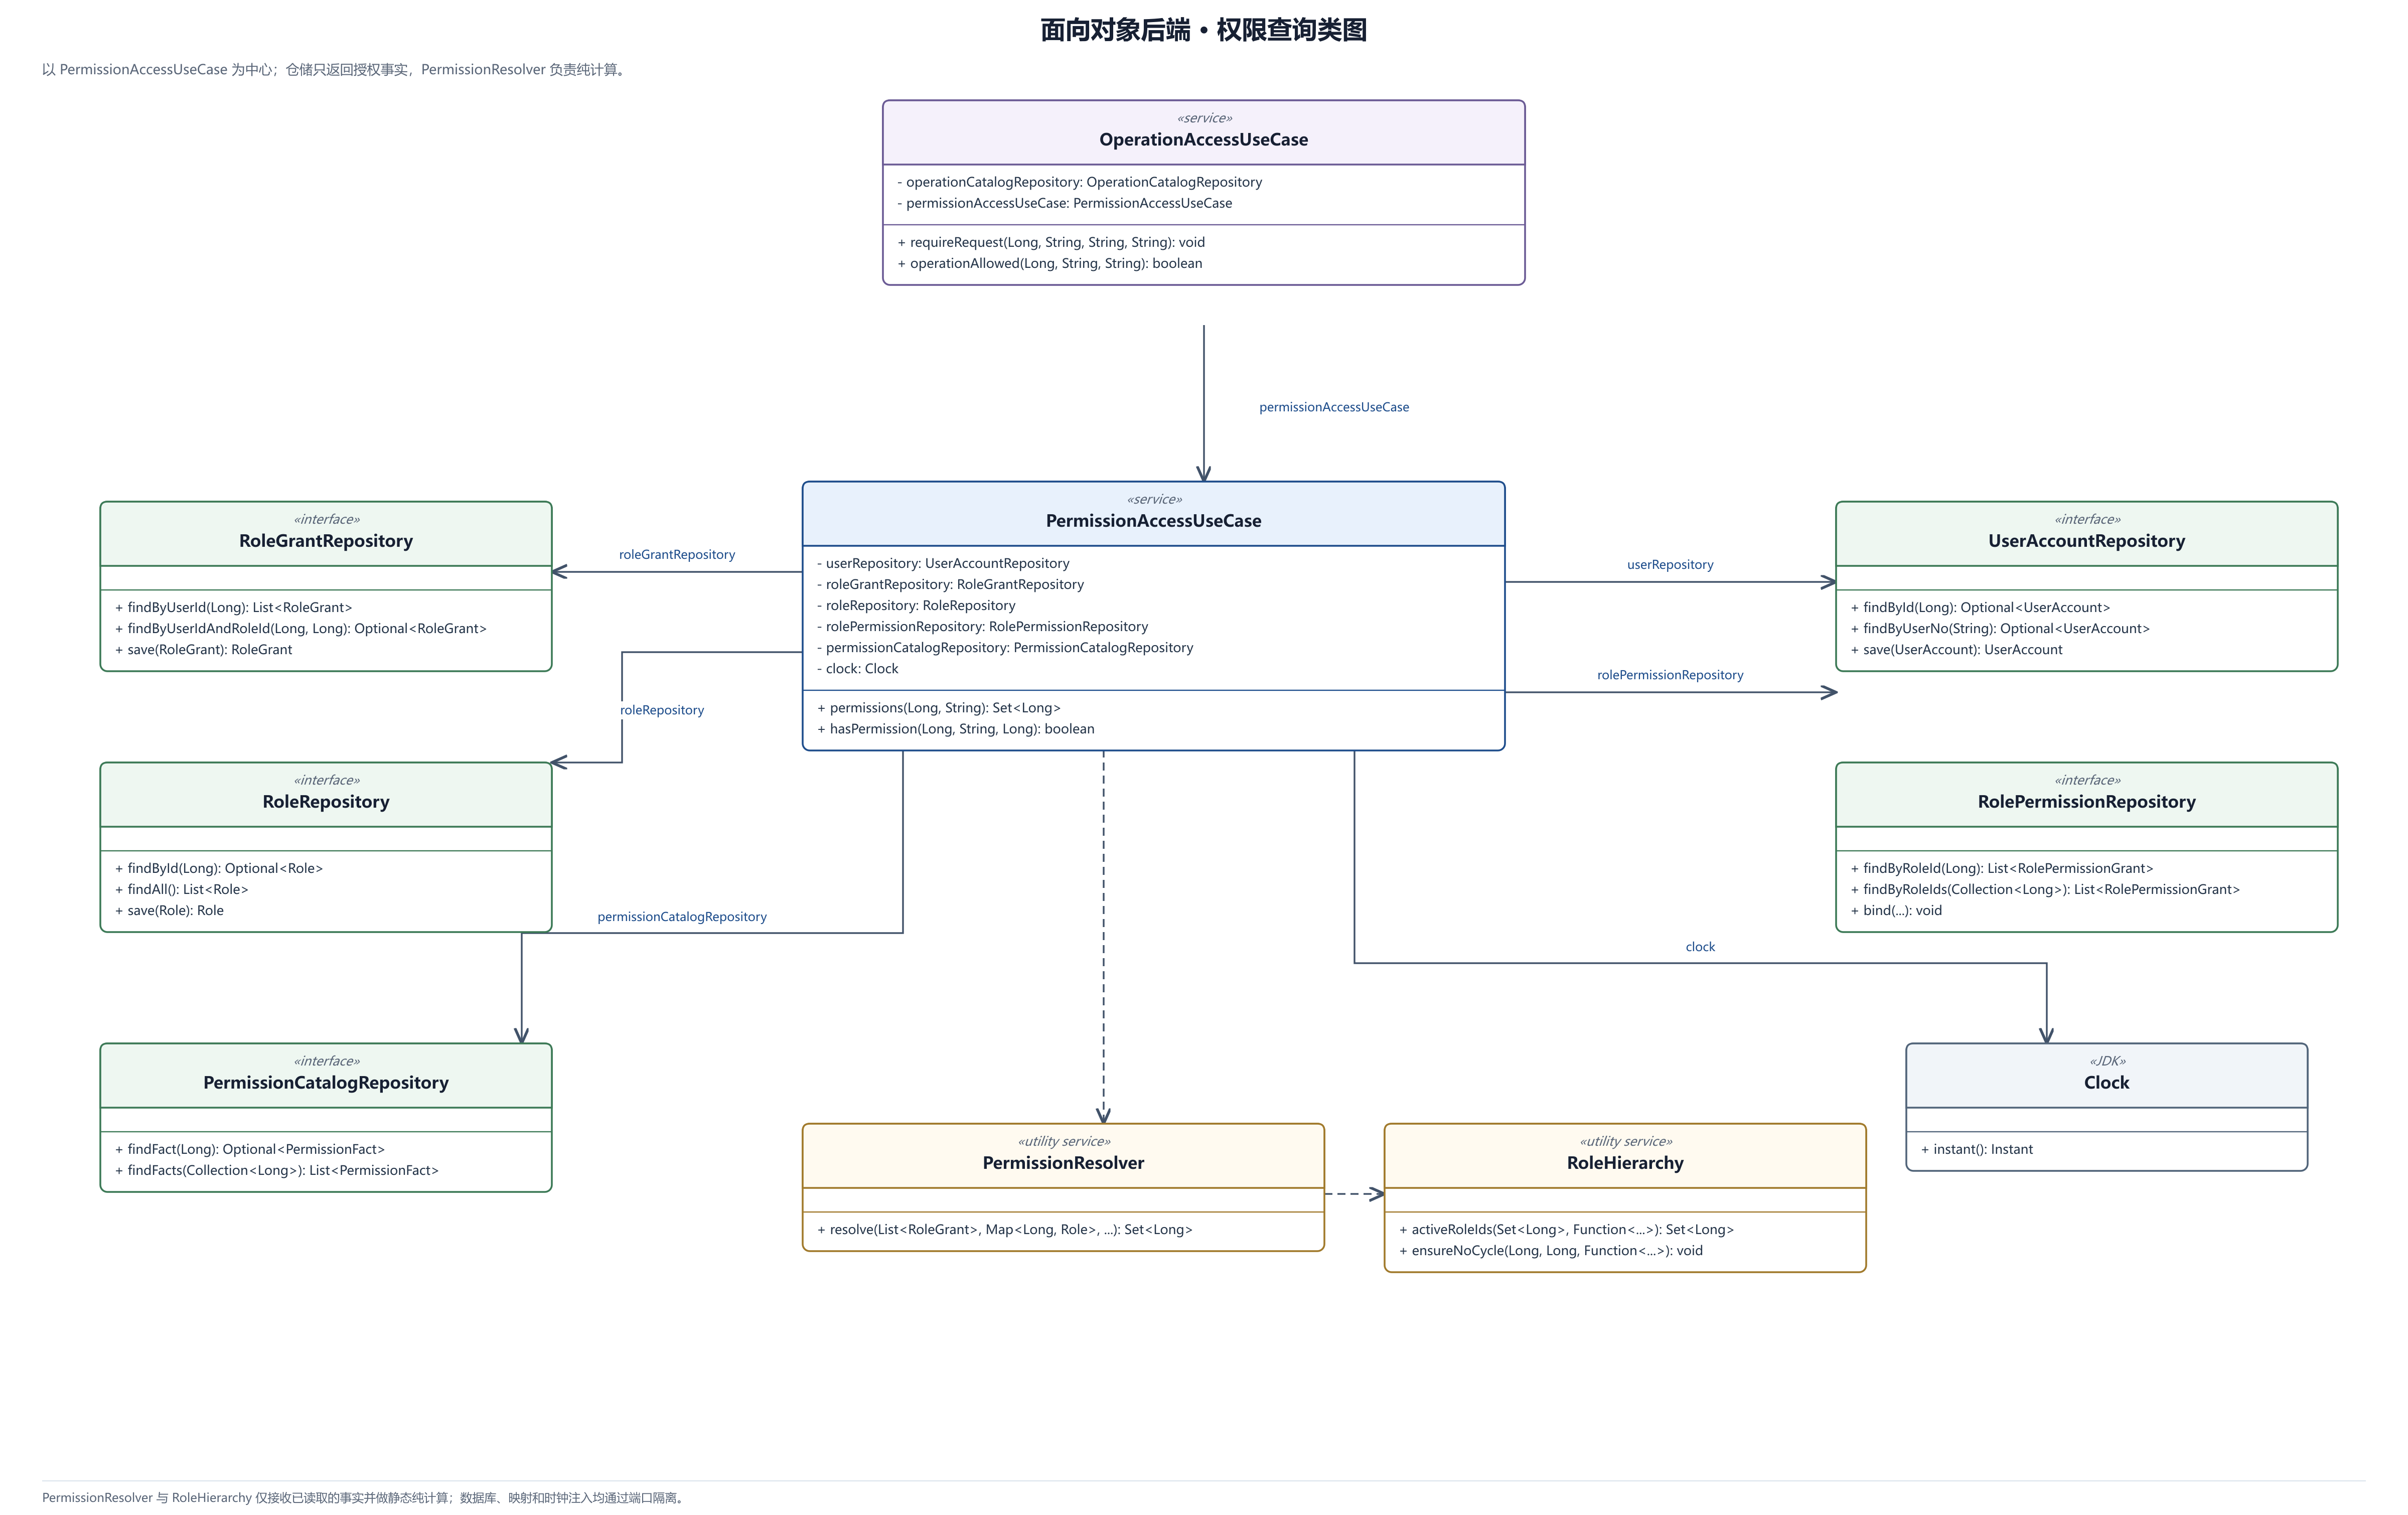 面向对象后端 · 权限查询类图
以 PermissionAccessUseCase 为中心；仓储只返回授权事实，PermissionResolver 负责纯计算。
«service»
OperationAccessUseCase
- operationCatalogRepository: OperationCatalogRepository
- permissionAccessUseCase: PermissionAccessUseCase
+ requireRequest(Long, String, String, String): void
+ operationAllowed(Long, String, String): boolean
permissionAccessUseCase
«interface»
RoleGrantRepository
+ findByUserId(Long): List<RoleGrant>
+ findByUserIdAndRoleId(Long, Long): Optional<RoleGrant>
+ save(RoleGrant): RoleGrant
roleGrantRepository
«service»
PermissionAccessUseCase
- userRepository: UserAccountRepository
- roleGrantRepository: RoleGrantRepository
- roleRepository: RoleRepository
- rolePermissionRepository: RolePermissionRepository
- permissionCatalogRepository: PermissionCatalogRepository
- clock: Clock
+ permissions(Long, String): Set<Long>
+ hasPermission(Long, String, Long): boolean
userRepository
«interface»
UserAccountRepository
+ findById(Long): Optional<UserAccount>
+ findByUserNo(String): Optional<UserAccount>
+ save(UserAccount): UserAccount
rolePermissionRepository
roleRepository
«interface»
RoleRepository
+ findById(Long): Optional<Role>
+ findAll(): List<Role>
+ save(Role): Role
«interface»
RolePermissionRepository
+ findByRoleId(Long): List<RolePermissionGrant>
+ findByRoleIds(Collection<Long>): List<RolePermissionGrant>
+ bind(...): void
permissionCatalogRepository
clock
«interface»
PermissionCatalogRepository
+ findFact(Long): Optional<PermissionFact>
+ findFacts(Collection<Long>): List<PermissionFact>
«utility service»
PermissionResolver
+ resolve(List<RoleGrant>, Map<Long, Role>, ...): Set<Long>
«utility service»
RoleHierarchy
+ activeRoleIds(Set<Long>, Function<...>): Set<Long>
+ ensureNoCycle(Long, Long, Function<...>): void
«JDK»
Clock
+ instant(): Instant
PermissionResolver 与 RoleHierarchy 仅接收已读取的事实并做静态纯计算；数据库、映射和时钟注入均通过端口隔离。